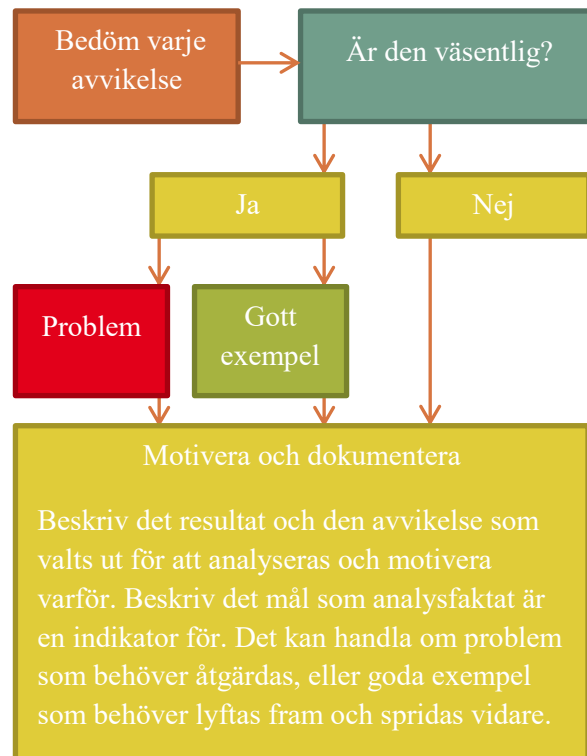 Bedöm varje
avvikelse
Är den väsentlig?
Ja
Nej
Problem
Gott
exempel
Motivera och dokumentera
Beskriv det resultat och den avvikelse som
valts ut för att analyseras och motivera
varför. Beskriv det mål som analysfaktat är
en indikator för. Det kan handla om problem
som behöver åtgärdas, eller goda exempel
som behöver lyftas fram och spridas vidare.